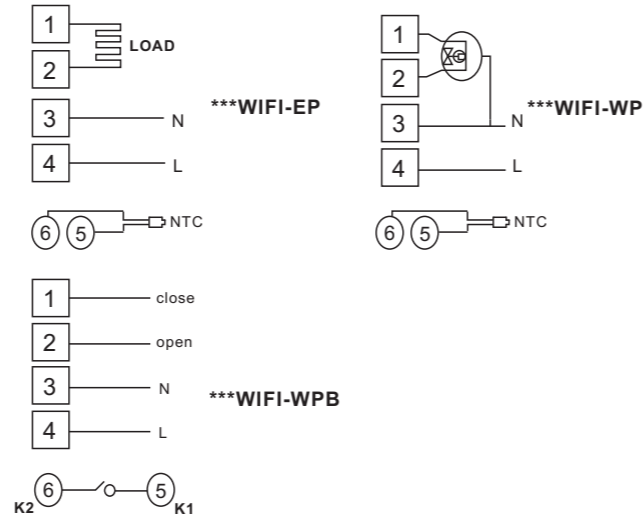 1
LOAD
2
***WIFI-EP
3 N
4 L
6 5 NTC
1
2
3 N ***WIFI-WP
4 L
6 5 NTC
1 close
2 open
3 N
***WIFI-WPB
4 L
K2 6 5 K1